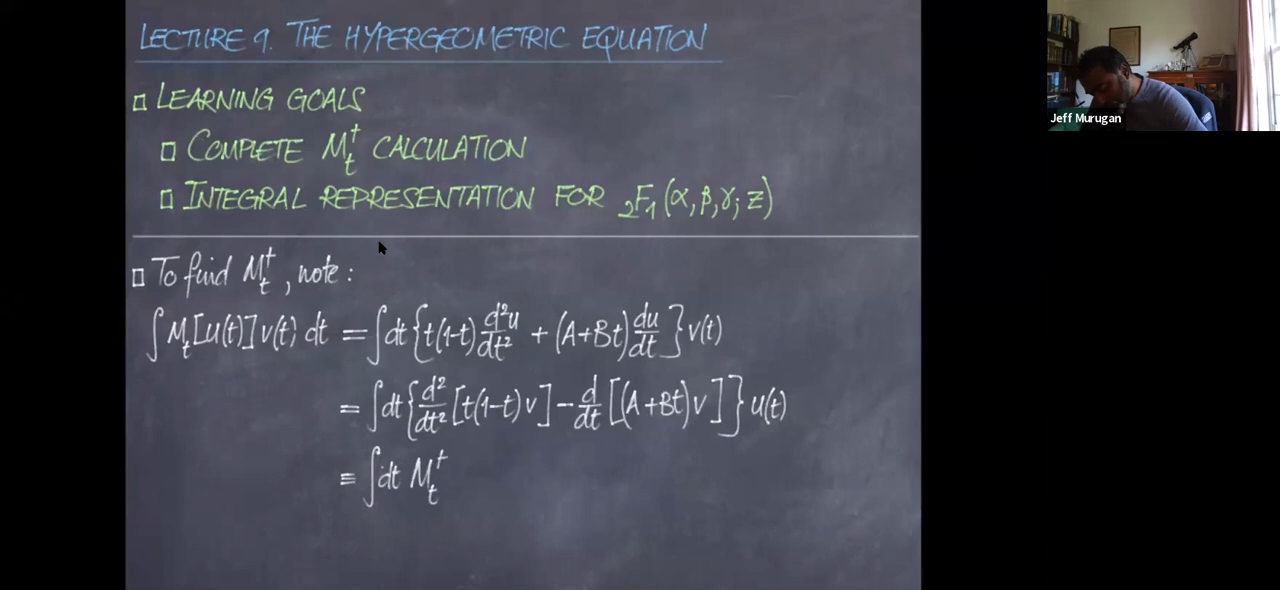 LECTURE 9. THE HYPERGEOMETRIC EQUATION
□ LEARNING GOALS
□ COMPLETE M_t^† CALCULATION
□ INTEGRAL REPRESENTATION FOR ₂F₁(α, β, γ; z)
□ To find M_t^†, note:
∫ M_t[u(t)] v(t) dt = ∫dt {t(1-t) d²u/dt² + (A+Bt) du/dt} v(t)
= ∫dt {d²/dt² [t(1-t) v] - d/dt [(A+Bt) v]} u(t)
≡ ∫dt M_t^†
Jeff Murugan